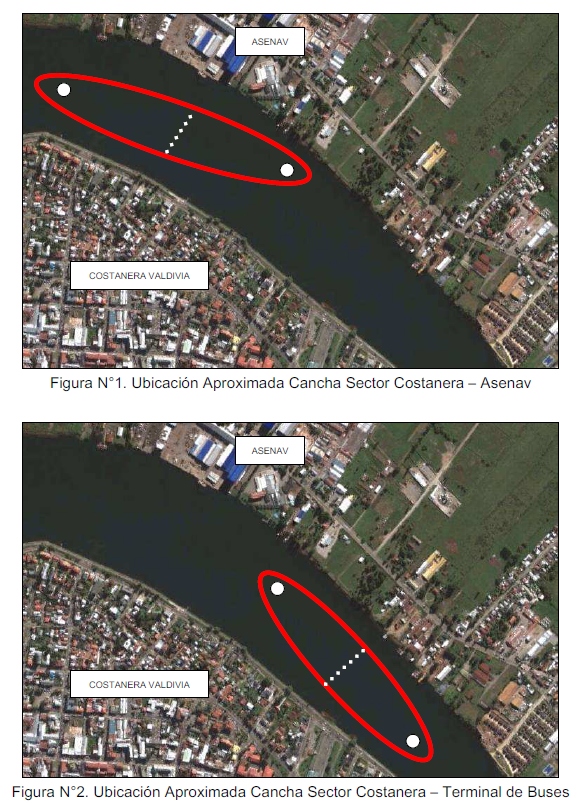 ASENAV
COSTANERA VALDIVIA
Figura N°1. Ubicación Aproximada Cancha Sector Costanera – Asenav
ASENAV
COSTANERA VALDIVIA
Figura N°2. Ubicación Aproximada Cancha Sector Costanera – Terminal de Buses